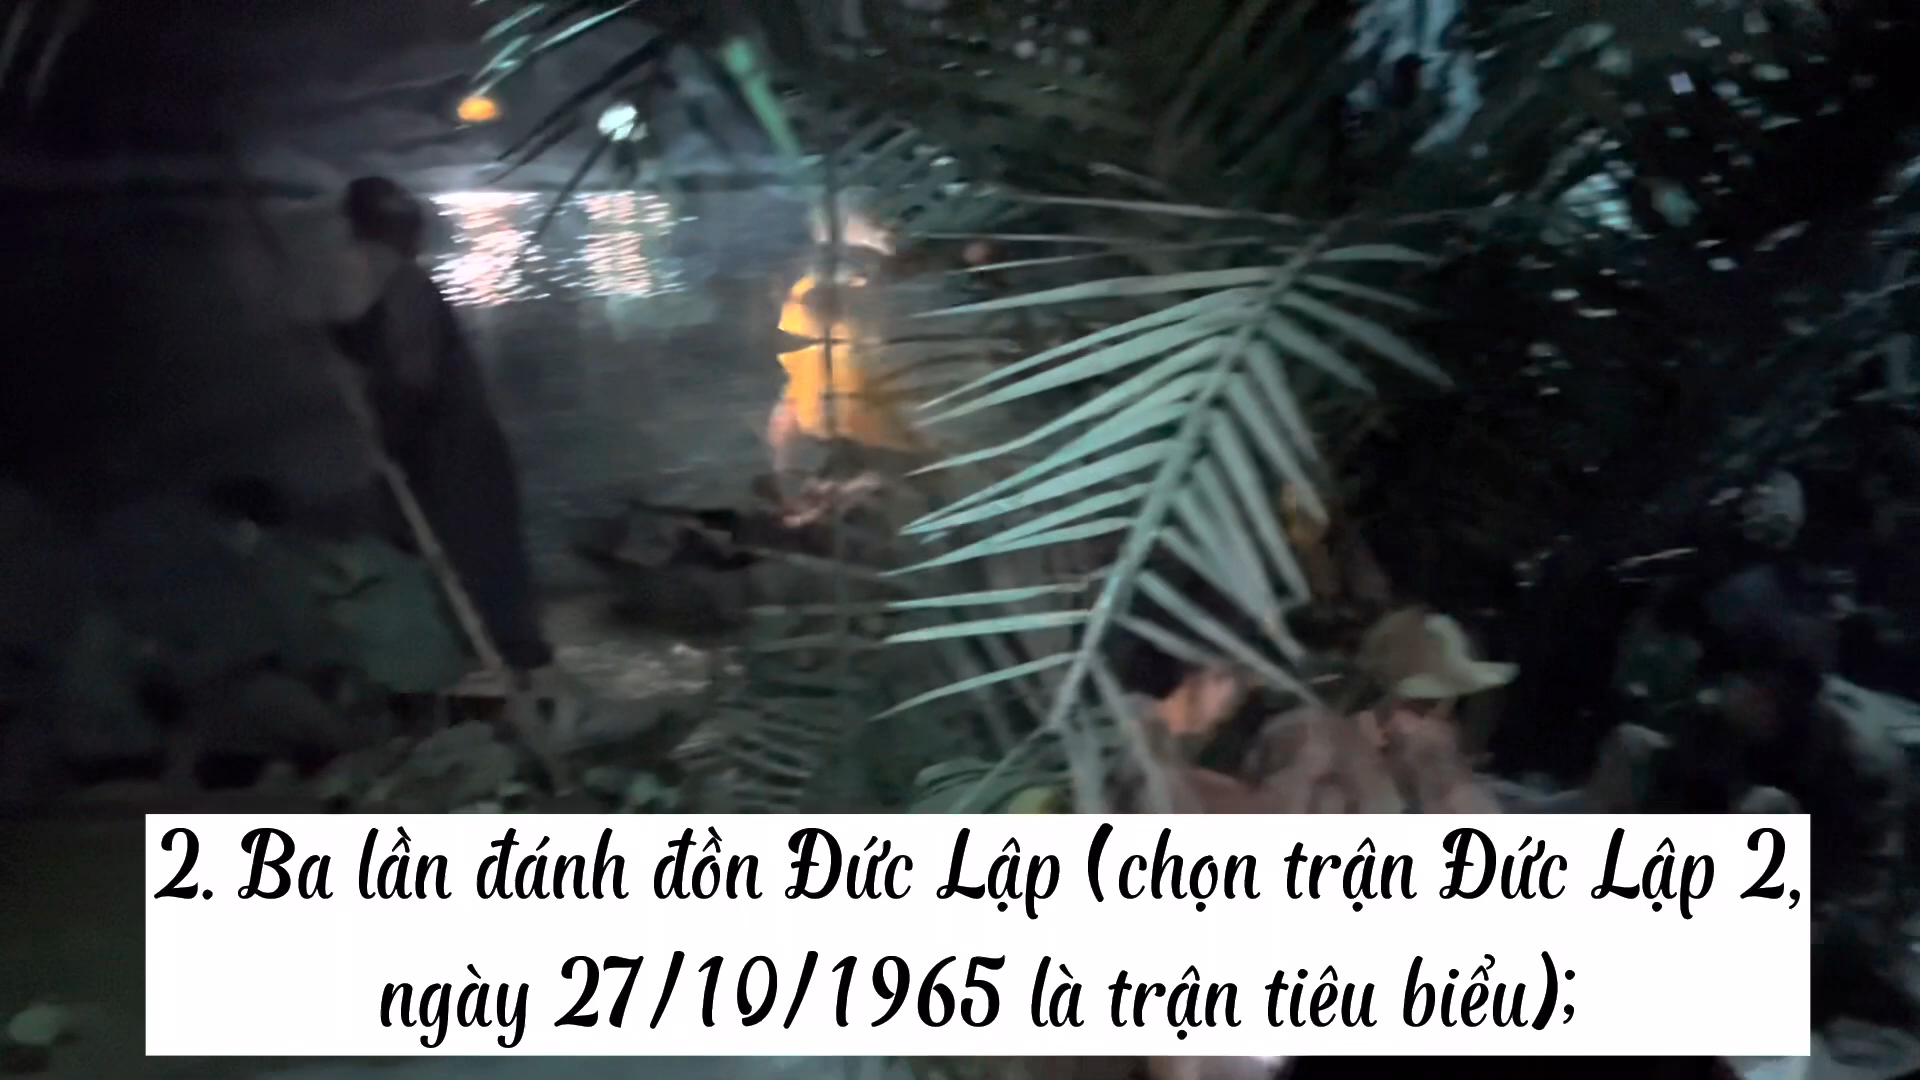 2. Ba lần đánh đồn Đức Lập (chọn trận Đức Lập 2,
ngày 27/10/1965 là trận tiêu biểu);